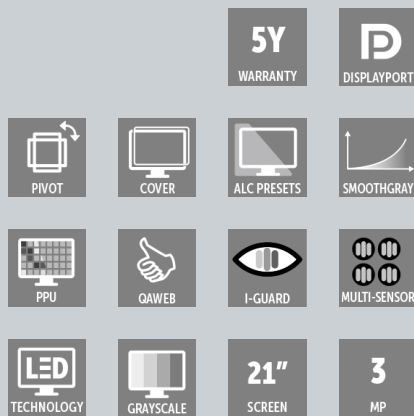 5Y
WARRANTY
DISPLAYPORT
PIVOT
COVER
ALC PRESETS
SMOOTHGRAY
PPU
QAWEB
I-GUARD
MULTI-SENSOR
LED
TECHNOLOGY
GRAYSCALE
21"
SCREEN
3
MP